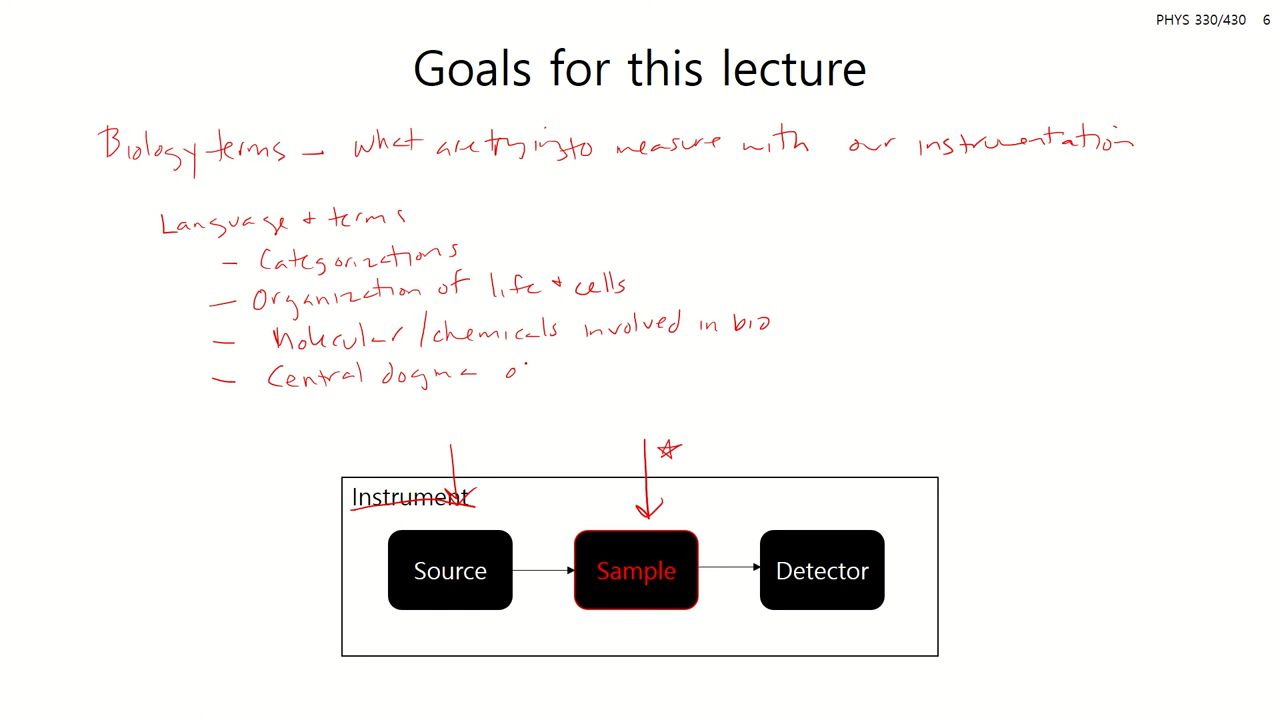 PHYS 330/430 6
Goals for this lecture
Biology terms — what are trying to measure with our instrumentation
Language + terms
— Categorizations
— Organization of life + cells
— Molecular/chemicals involved in bio
— Central dogma o
Instrument
Source
Sample
Detector